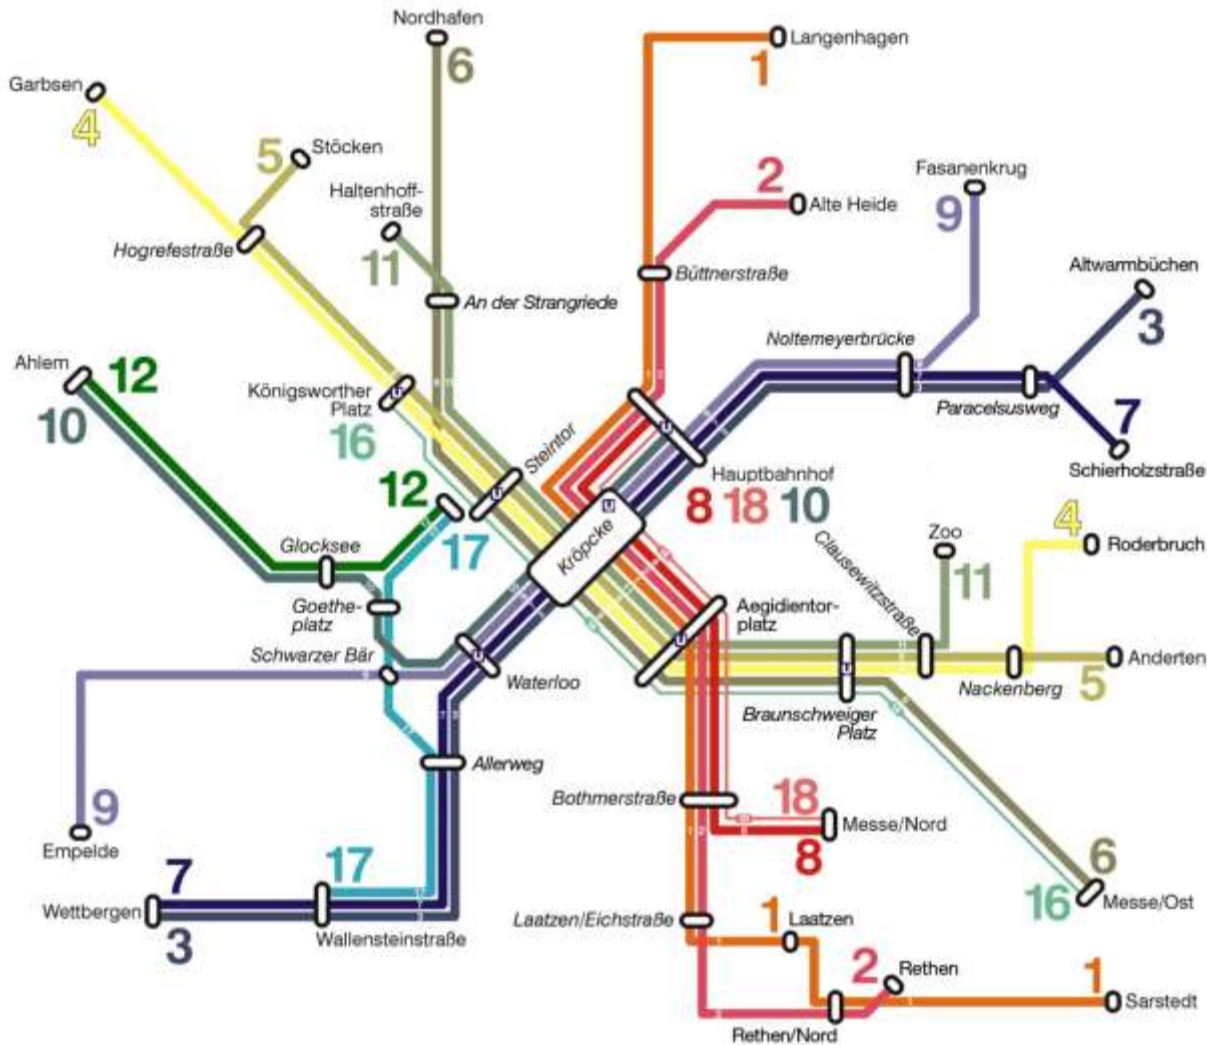 Nordhafen
6
Langenhagen
1
Garbsen
4
5
Stöcken
Haltenhoff-
straße
11
2
Alte Heide
Fasanenkrug
9
Hogrefestraße
An der Strangriede
Büttnerstraße
Altwarmbüchen
3
Noltemeyerbrücke
Ahlem
12
10
Königsworther
Platz
16
U
Paracelsusweg
7
Schierholzstraße
Steintor
U
U
Hauptbahnhof
8 18 10
12
17
U
Kröpcke
Glocksee
Goethe-
platz
Clausewitzstraße
Zoo
11
4
Roderbruch
Aegidientor-
platz
U
Schwarzer Bär
U
Waterloo
U
Braunschweiger
Platz
Nackenberg
5
Anderten
Allerweg
Bothmerstraße
18
Messe/Nord
8
9
Empelde
7
17
Wettbergen
3
Wallensteinstraße
6
16
Messe/Ost
Laatzen/Eichstraße
1
Laatzen
2
Rethen
1
Sarstedt
Rethen/Nord